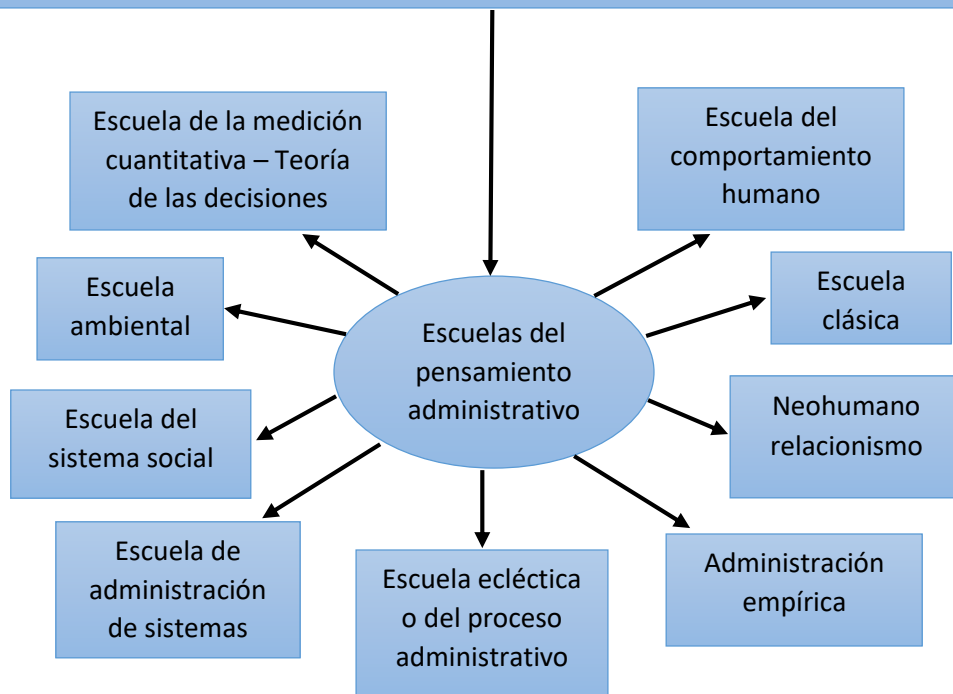 Escuela de la medición
cuantitativa – Teoría
de las decisiones
Escuela del
comportamiento
humano
Escuela
ambiental
Escuela
clásica
Escuelas del
pensamiento
administrativo
Escuela del
sistema social
Neohumano
relacionismo
Escuela de
administración
de sistemas
Escuela ecléctica
o del proceso
administrativo
Administración
empírica